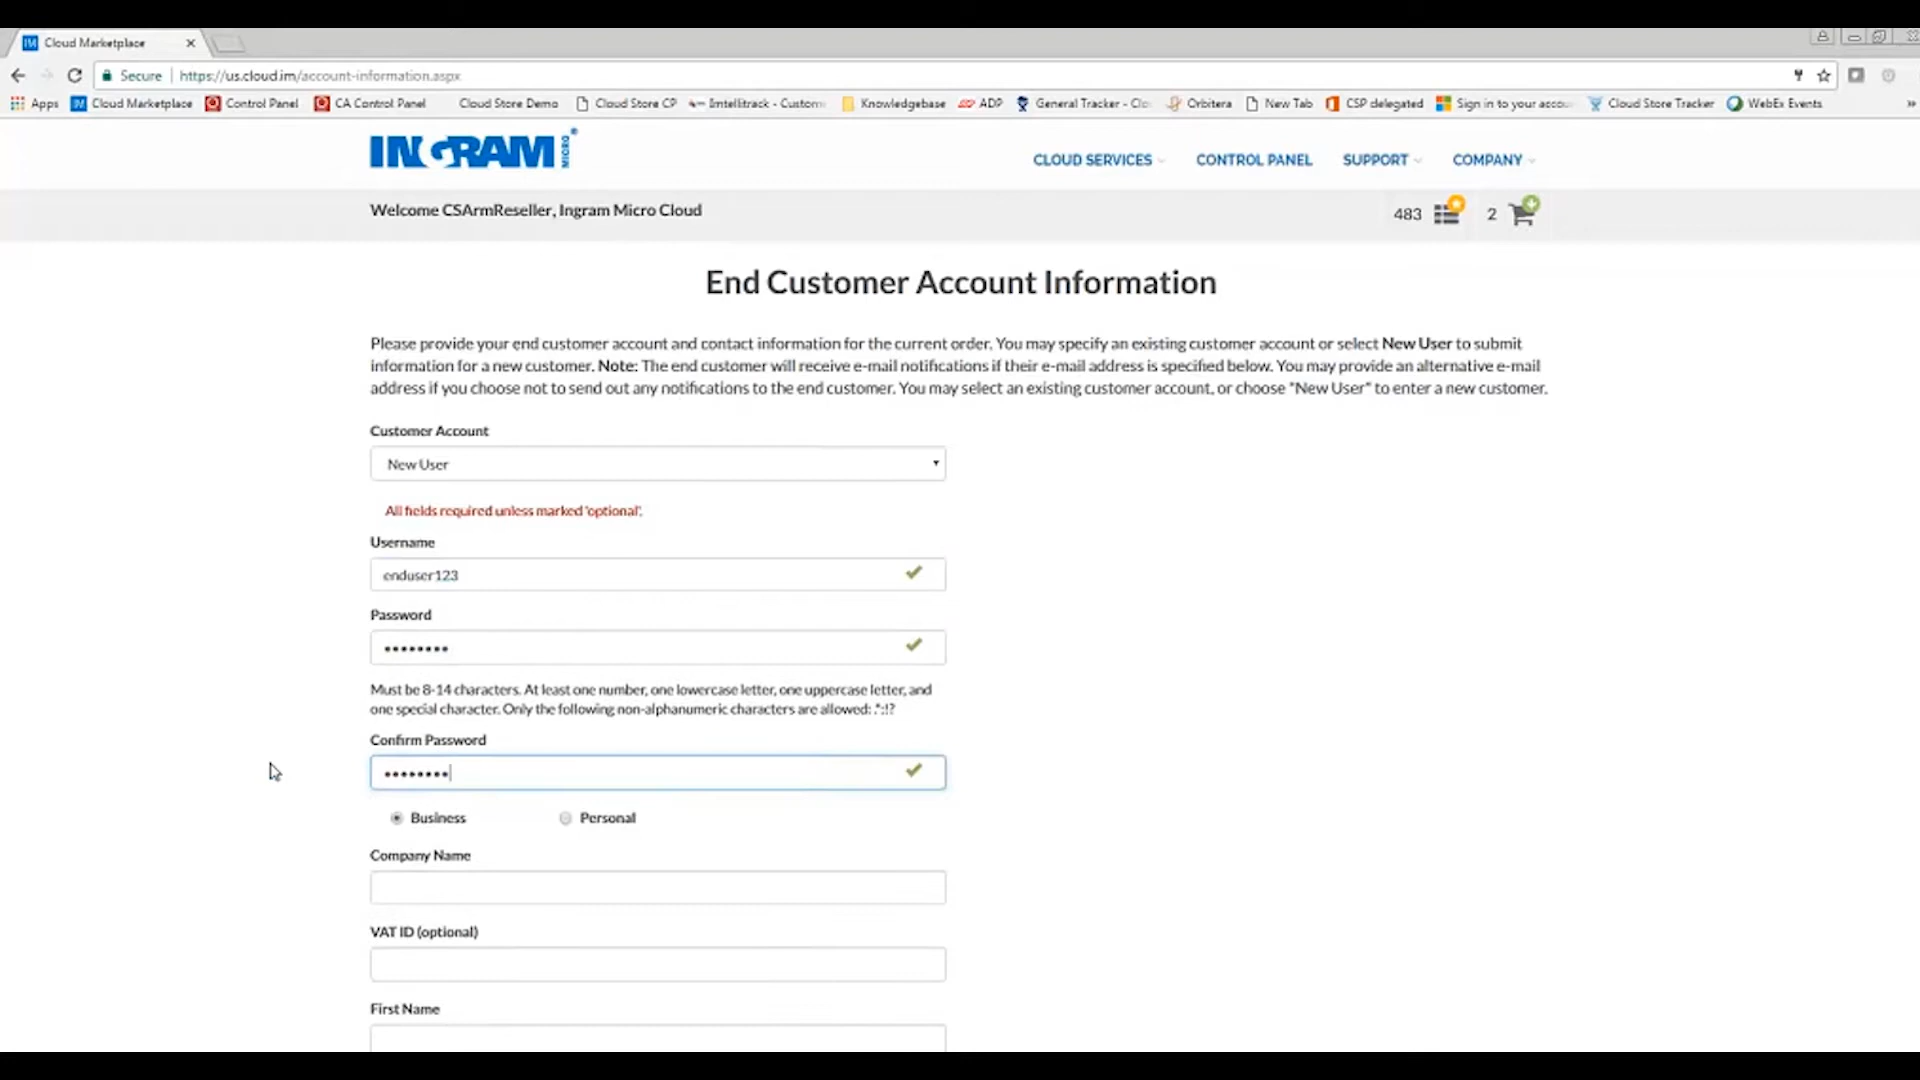 Cloud Marketplace
Secure https://us.cloud.im/account-information.aspx
Apps Cloud Marketplace Control Panel CA Control Panel Cloud Store Demo Cloud Store CP Imtellitrack - Custom Knowledgebase ADP General Tracker - Clo Orbitera New Tab CSP delegated Sign in to your accou Cloud Store Tracker WebEx Events »
INGRAM MICRO®
CLOUD SERVICES CONTROL PANEL SUPPORT COMPANY
Welcome CSArmReseller, Ingram Micro Cloud
483 2
End Customer Account Information
Please provide your end customer account and contact information for the current order. You may specify an existing customer account or select New User to submit
information for a new customer. Note: The end customer will receive e-mail notifications if their e-mail address is specified below. You may provide an alternative e-mail
address if you choose not to send out any notifications to the end customer. You may select an existing customer account, or choose "New User" to enter a new customer.
Customer Account
New User
All fields required unless marked 'optional'.
Username
enduser123
Password
••••••••
Must be 8-14 characters. At least one number, one lowercase letter, one uppercase letter, and
one special character. Only the following non-alphanumeric characters are allowed: .*:!?
Confirm Password
••••••••
Business Personal
Company Name
VAT ID (optional)
First Name